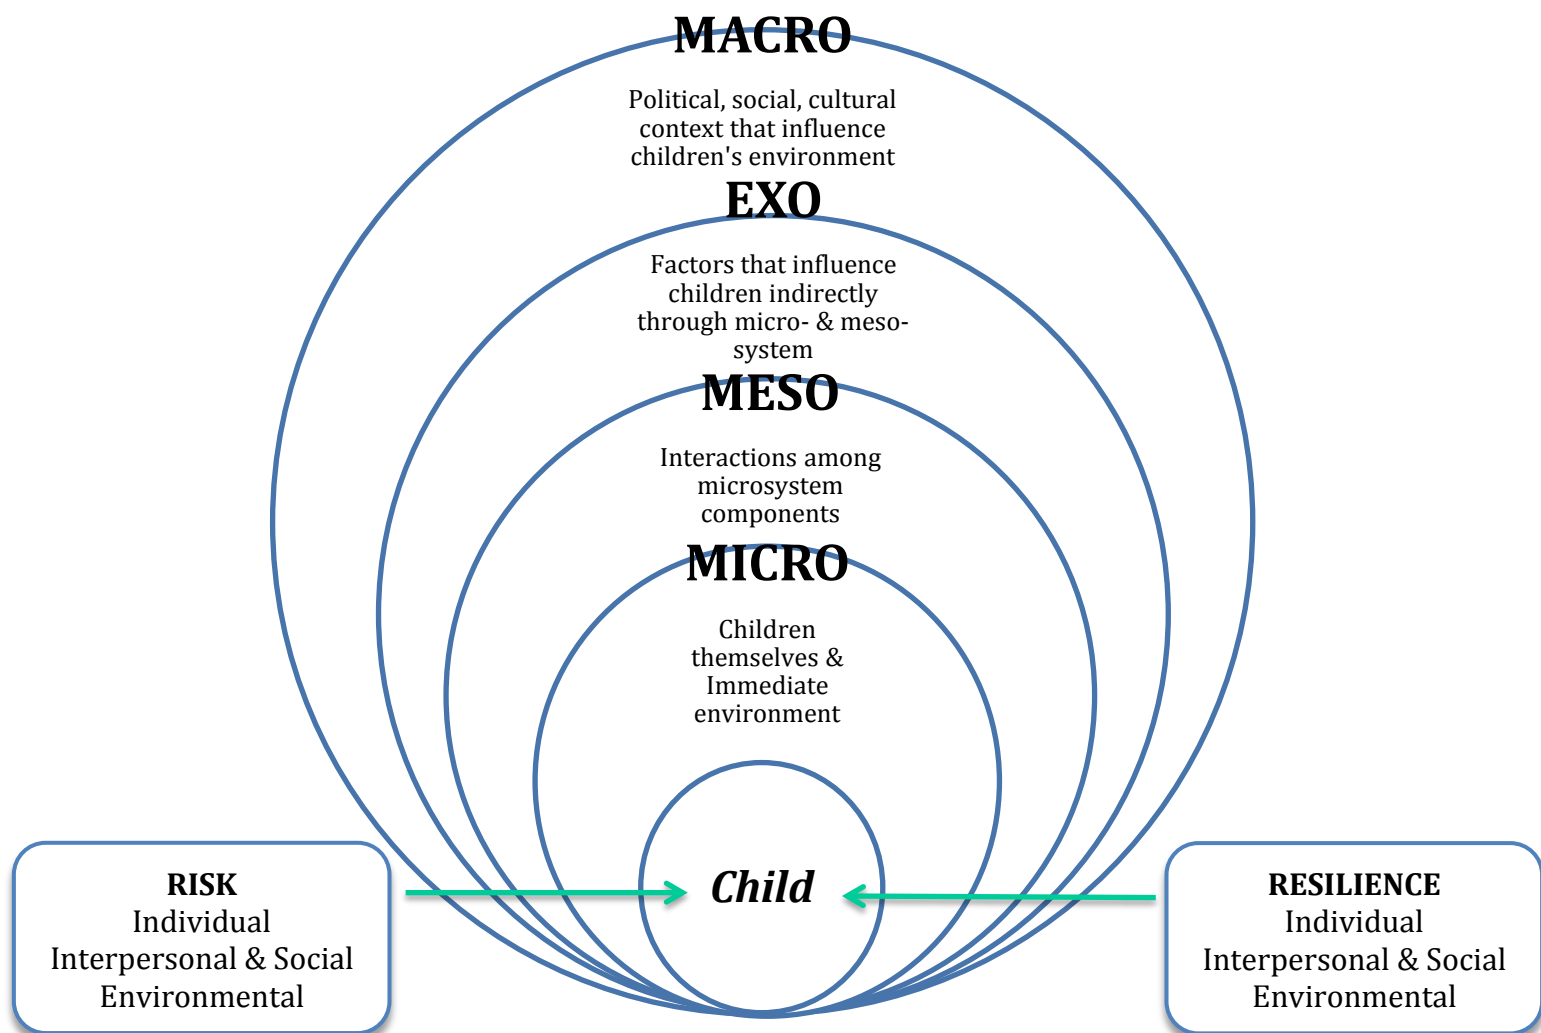 MACRO
Political, social, cultural
context that influence
children's environment
EXO
Factors that influence
children indirectly
through micro- & meso-
system
MESO
Interactions among
microsystem
components
MICRO
Children
themselves &
Immediate
environment
Child
RISK
Individual
Interpersonal & Social
Environmental
RESILIENCE
Individual
Interpersonal & Social
Environmental